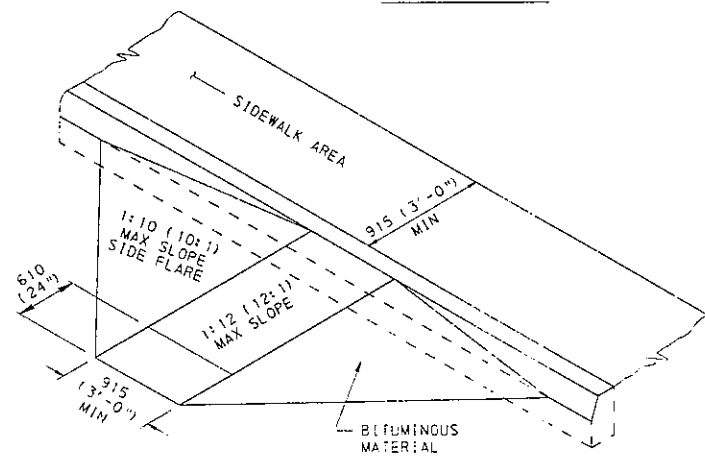 SIDEWALK AREA
915 (3'-0")
MIN
1:10 (10:1)
MAX SLOPE
SIDE FLARE
610
(24")
1:12 (12:1)
MAX SLOPE
915
(3'-0")
MIN
BITUMINOUS
MATERIAL